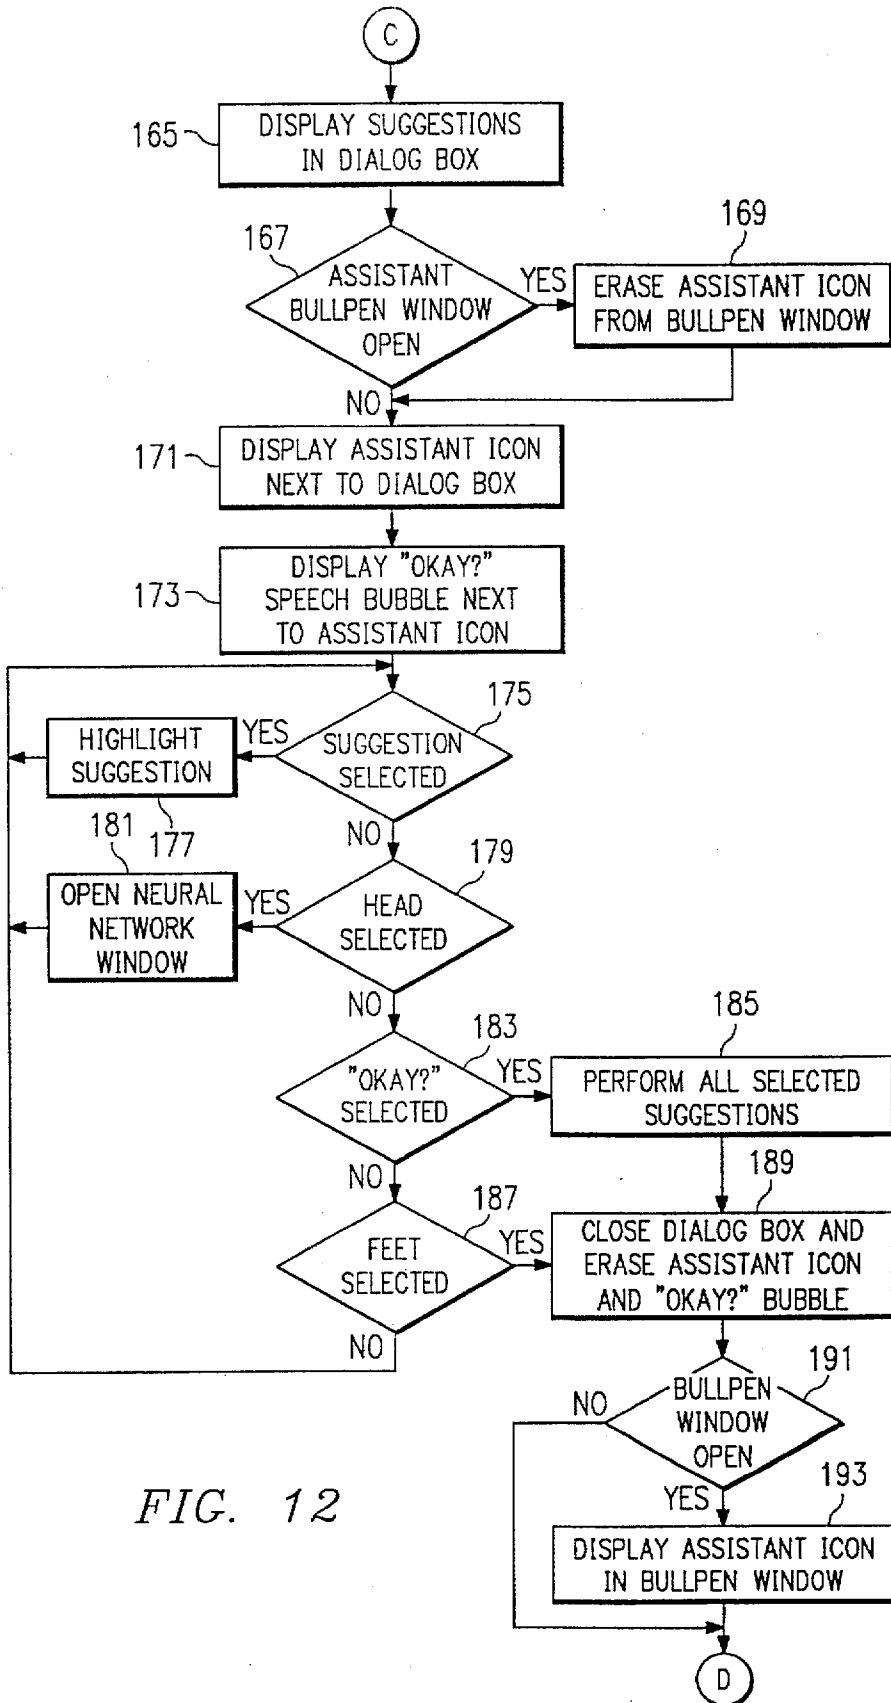 C
165
DISPLAY SUGGESTIONS
IN DIALOG BOX
167
ASSISTANT
BULLPEN WINDOW
OPEN
YES
169
ERASE ASSISTANT ICON
FROM BULLPEN WINDOW
NO
171
DISPLAY ASSISTANT ICON
NEXT TO DIALOG BOX
173
DISPLAY "OKAY?"
SPEECH BUBBLE NEXT
TO ASSISTANT ICON
175
SUGGESTION
SELECTED
YES
HIGHLIGHT
SUGGESTION
177
NO
179
HEAD
SELECTED
YES
181
OPEN NEURAL
NETWORK
WINDOW
NO
183
"OKAY?"
SELECTED
YES
185
PERFORM ALL SELECTED
SUGGESTIONS
NO
187
FEET
SELECTED
YES
189
CLOSE DIALOG BOX AND
ERASE ASSISTANT ICON
AND "OKAY?" BUBBLE
NO
191
BULLPEN
WINDOW
OPEN
NO
YES
193
DISPLAY ASSISTANT ICON
IN BULLPEN WINDOW
D
FIG. 12